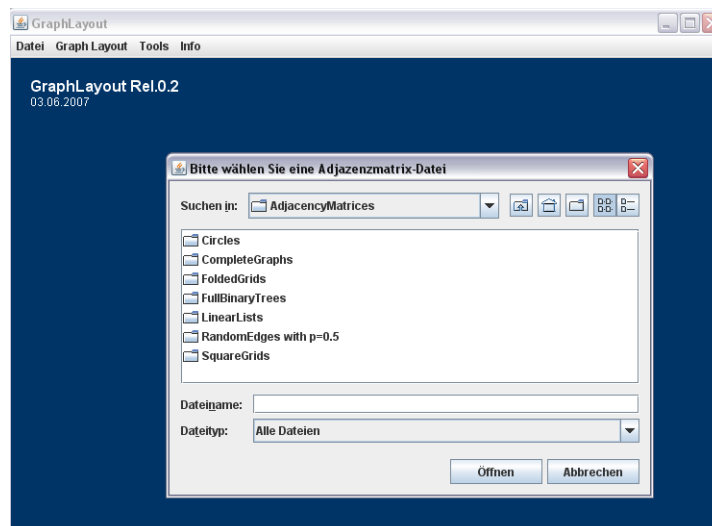 GraphLayout
Datei Graph Layout Tools Info
GraphLayout Rel.0.2
03.06.2007
Bitte wählen Sie eine Adjazenzmatrix-Datei
Suchen in: AdjacencyMatrices
Circles
CompleteGraphs
FoldedGrids
FullBinaryTrees
LinearLists
RandomEdges with p=0.5
SquareGrids
Dateiname:
Dateityp: Alle Dateien
Öffnen Abbrechen